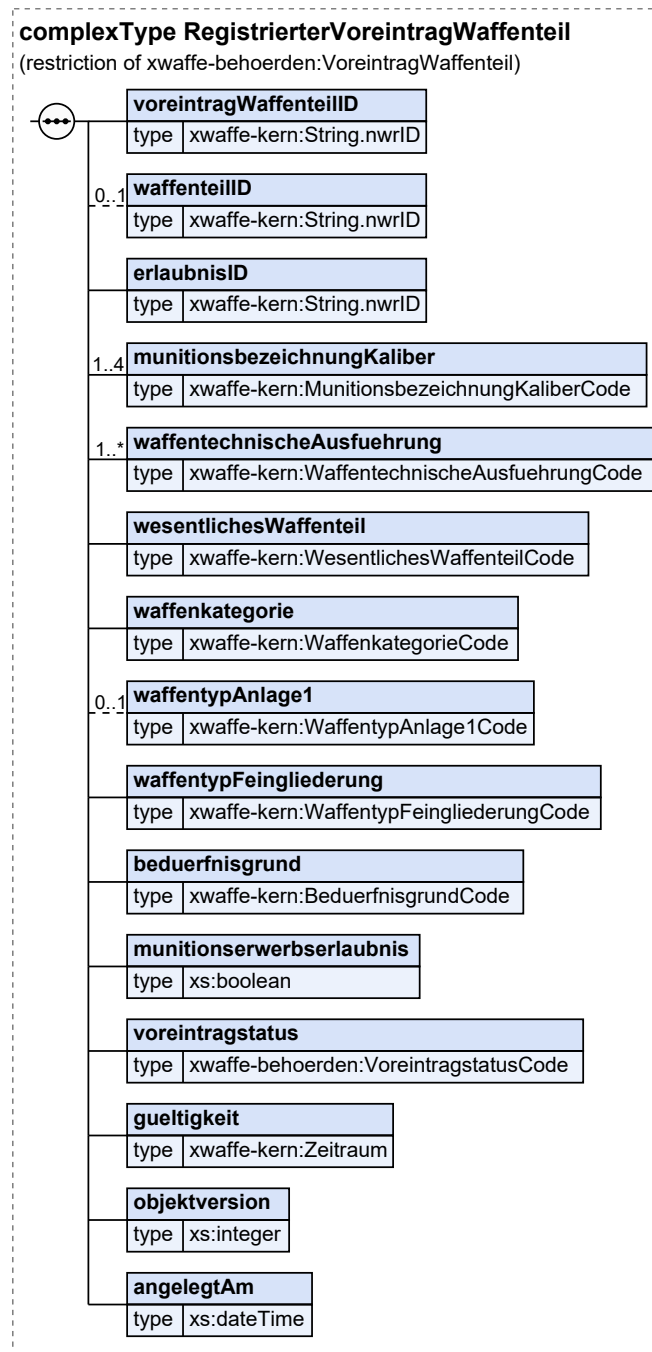 complexType RegistrierterVoreintragWaffenteil
(restriction of xwaffe-behoerden:VoreintragWaffenteil)
voreintragWaffenteilID
type xwaffe-kern:String.nwrID
0..1 waffenteilID
type xwaffe-kern:String.nwrID
erlaubnisID
type xwaffe-kern:String.nwrID
1..4 munitionsbezeichnungKaliber
type xwaffe-kern:MunitionsbezeichnungKaliberCode
1..* waffentechnischeAusfuehrung
type xwaffe-kern:WaffentechnischeAusfuehrungCode
wesentlichesWaffenteil
type xwaffe-kern:WesentlichesWaffenteilCode
waffenkategorie
type xwaffe-kern:WaffenkategorieCode
0..1 waffentypAnlage1
type xwaffe-kern:WaffentypAnlage1Code
waffentypFeingliederung
type xwaffe-kern:WaffentypFeingliederungCode
beduerfnisgrund
type xwaffe-kern:BeduerfnisgrundCode
munitionserwerbserlaubnis
type xs:boolean
voreintragstatus
type xwaffe-behoerden:VoreintragstatusCode
gueltigkeit
type xwaffe-kern:Zeitraum
objektversion
type xs:integer
angelegtAm
type xs:dateTime